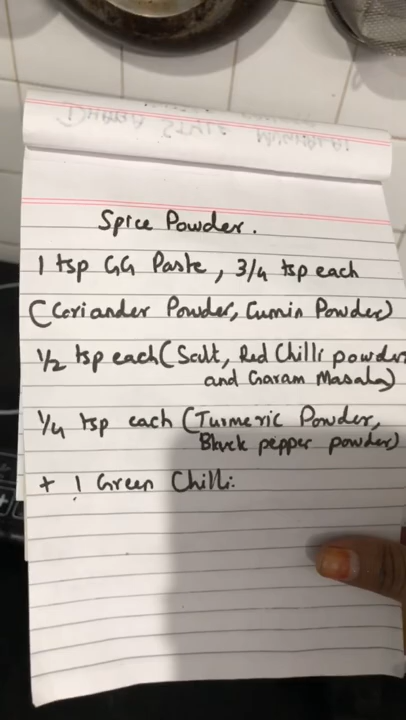 Spice Powder.
1 tsp GG Paste, 3/4 tsp each
(Coriander Powder, Cumin Powder)
1/2 tsp each (Salt, Red Chilli powder
and Garam Masala)
1/4 tsp each (Turmeric Powder,
Black pepper powder)
+ 1 Green Chilli.